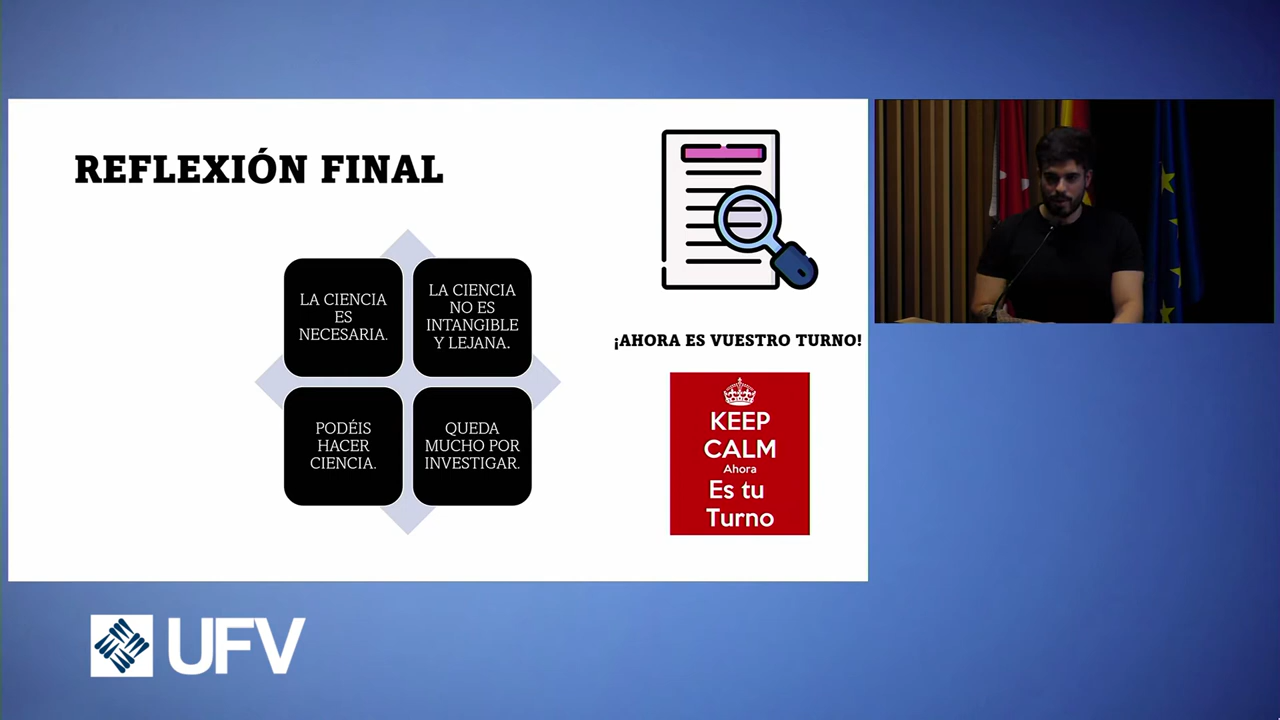 REFLEXIÓN FINAL
LA CIENCIA
ES
NECESARIA.
LA CIENCIA
NO ES
INTANGIBLE
Y LEJANA.
PODÉIS
HACER
CIENCIA.
QUEDA
MUCHO POR
INVESTIGAR.
¡AHORA ES VUESTRO TURNO!
KEEP
CALM
Ahora
Es tu
Turno
UFV